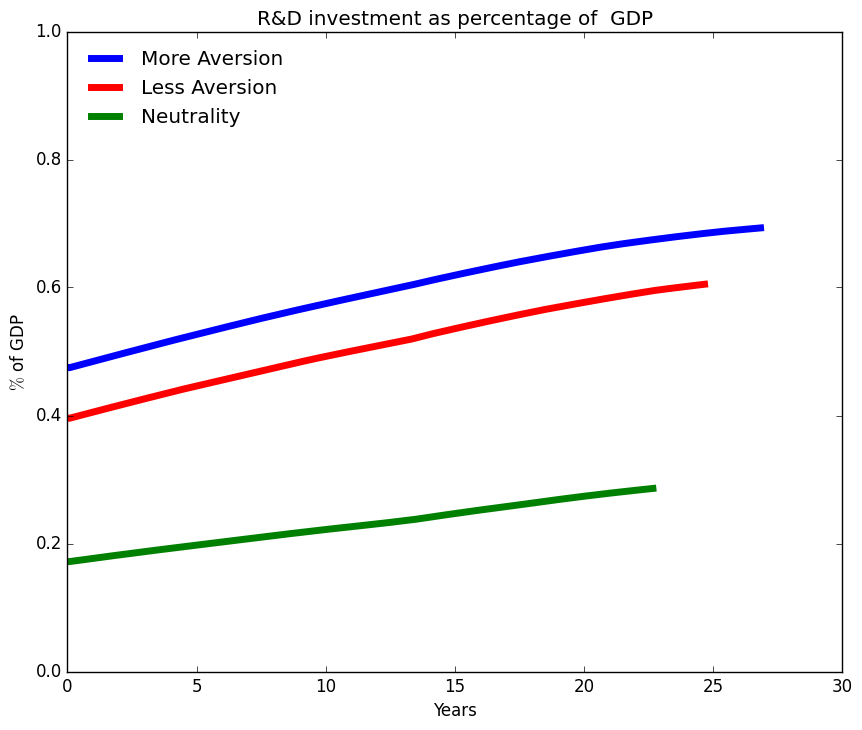 R&D investment as percentage of  GDP
More Aversion
Less Aversion
Neutrality
% of GDP
1.0
0.8
0.6
0.4
0.2
0.0
0 5 10 15 20 25 30
Years